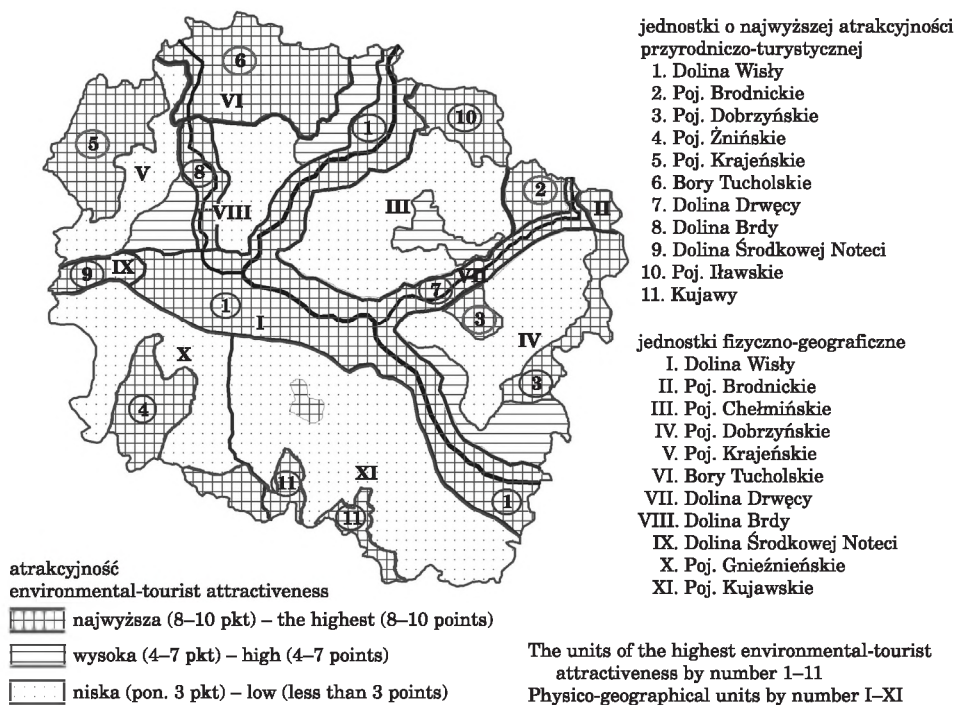 6
VI
1
10
5
V
8
2
II
III
VIII
IX
9
VII
7
1
I
3
IV
X
3
4
XI
11
11
1
jednostki o najwyższej atrakcyjności
przyrodniczo-turystycznej
1. Dolina Wisły
2. Poj. Brodnickie
3. Poj. Dobrzyńskie
4. Poj. Żnińskie
5. Poj. Krajeńskie
6. Bory Tucholskie
7. Dolina Drwęcy
8. Dolina Brdy
9. Dolina Środkowej Noteci
10. Poj. Iławskie
11. Kujawy
jednostki fizyczno-geograficzne
I. Dolina Wisły
II. Poj. Brodnickie
III. Poj. Chełmińskie
IV. Poj. Dobrzyńskie
V. Poj. Krajeńskie
VI. Bory Tucholskie
VII. Dolina Drwęcy
VIII. Dolina Brdy
IX. Dolina Środkowej Noteci
X. Poj. Gnieźnieńskie
XI. Poj. Kujawskie
atrakcyjność
environmental-tourist attractiveness
najwyższa (8–10 pkt) – the highest (8–10 points)
wysoka (4–7 pkt) – high (4–7 points)
niska (pon. 3 pkt) – low (less than 3 points)
The units of the highest environmental-tourist
attractiveness by number 1–11
Physico-geographical units by number I–XI